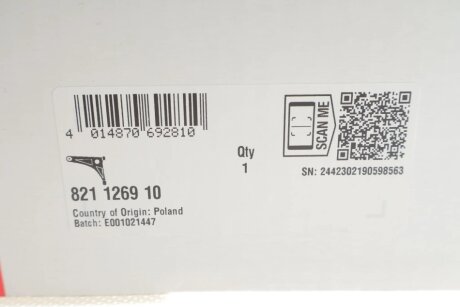 4 014870 692810
821 1269 10
Country of Origin: Poland
Batch: E001021447
Qty
1
SCAN ME
SN: 2442302190598563